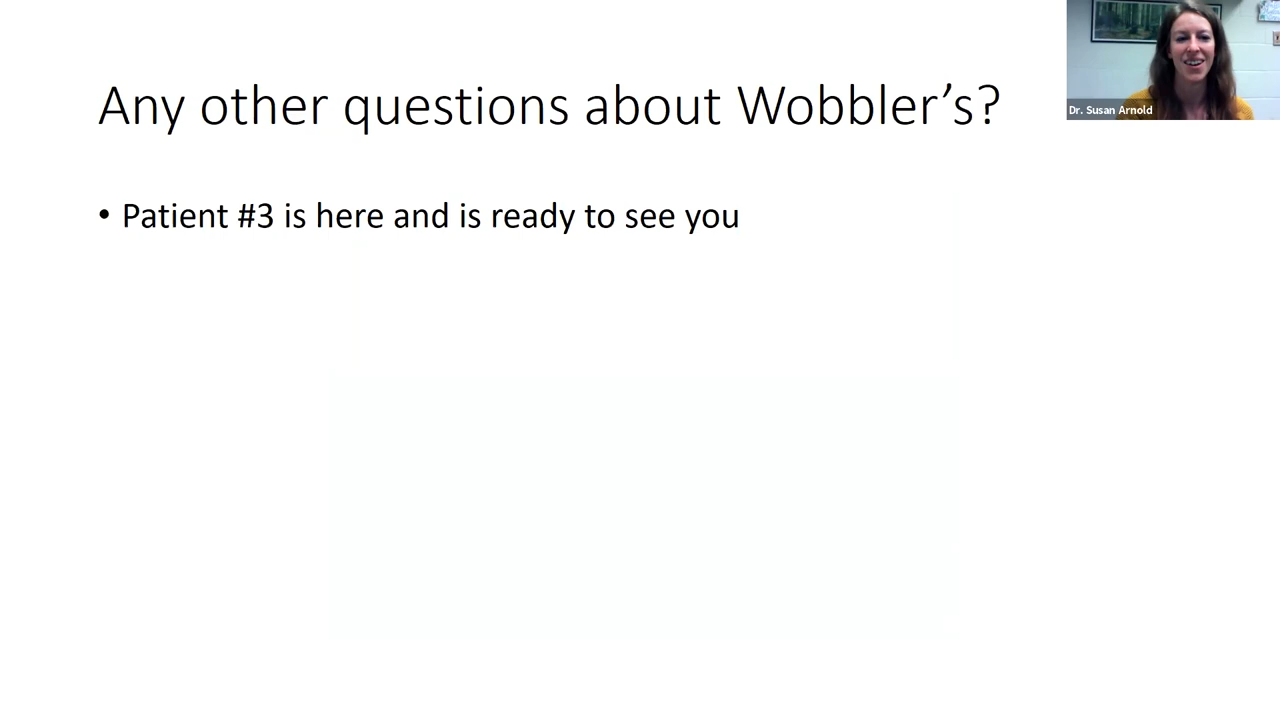 Any other questions about Wobbler’s?
• Patient #3 is here and is ready to see you
Dr. Susan Arnold